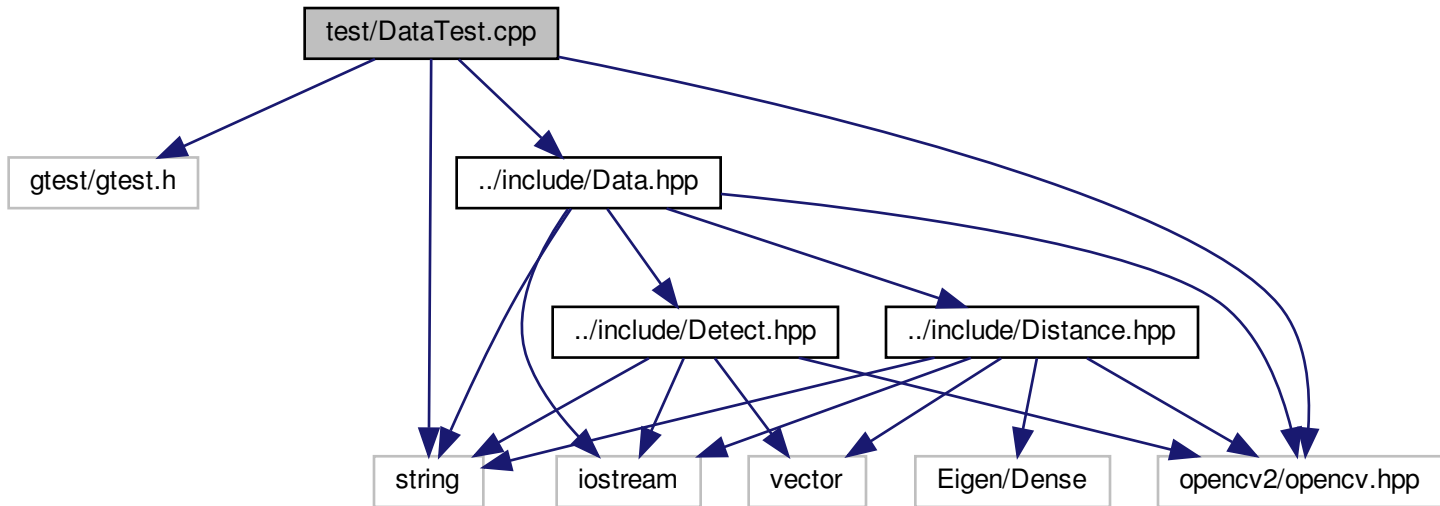 test/DataTest.cpp
gtest/gtest.h
../include/Data.hpp
../include/Detect.hpp
../include/Distance.hpp
string
iostream
vector
Eigen/Dense
opencv2/opencv.hpp